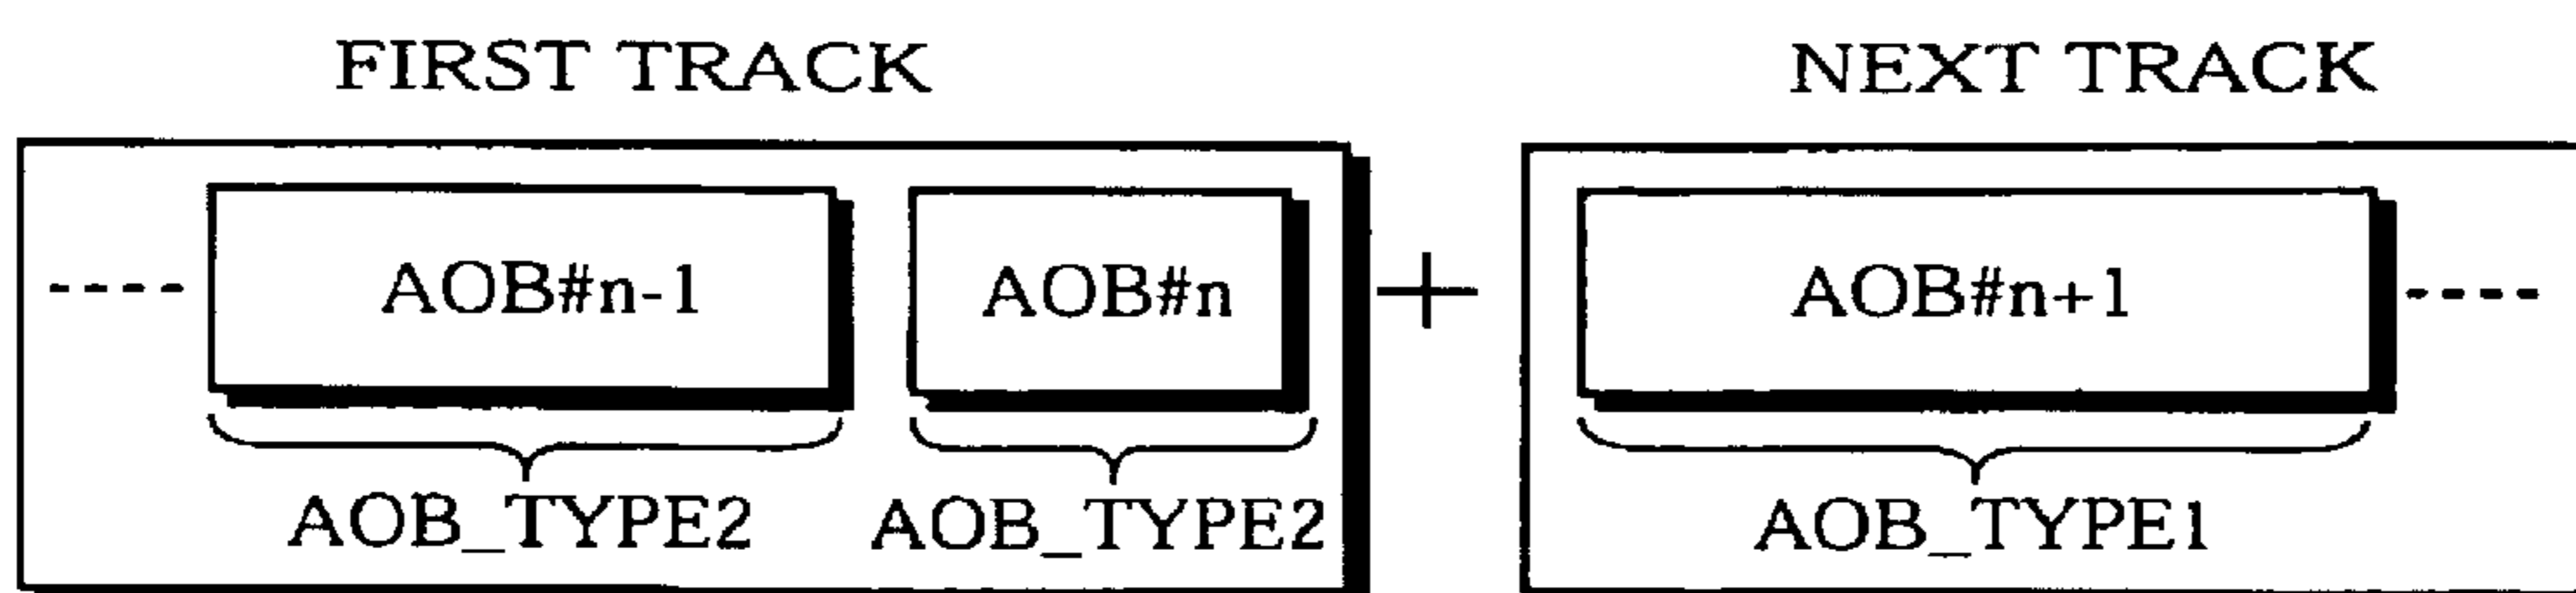 FIRST TRACK
NEXT TRACK
---- AOB#n-1 AOB#n + AOB#n+1 ----
AOB_TYPE2 AOB_TYPE2 AOB_TYPE1